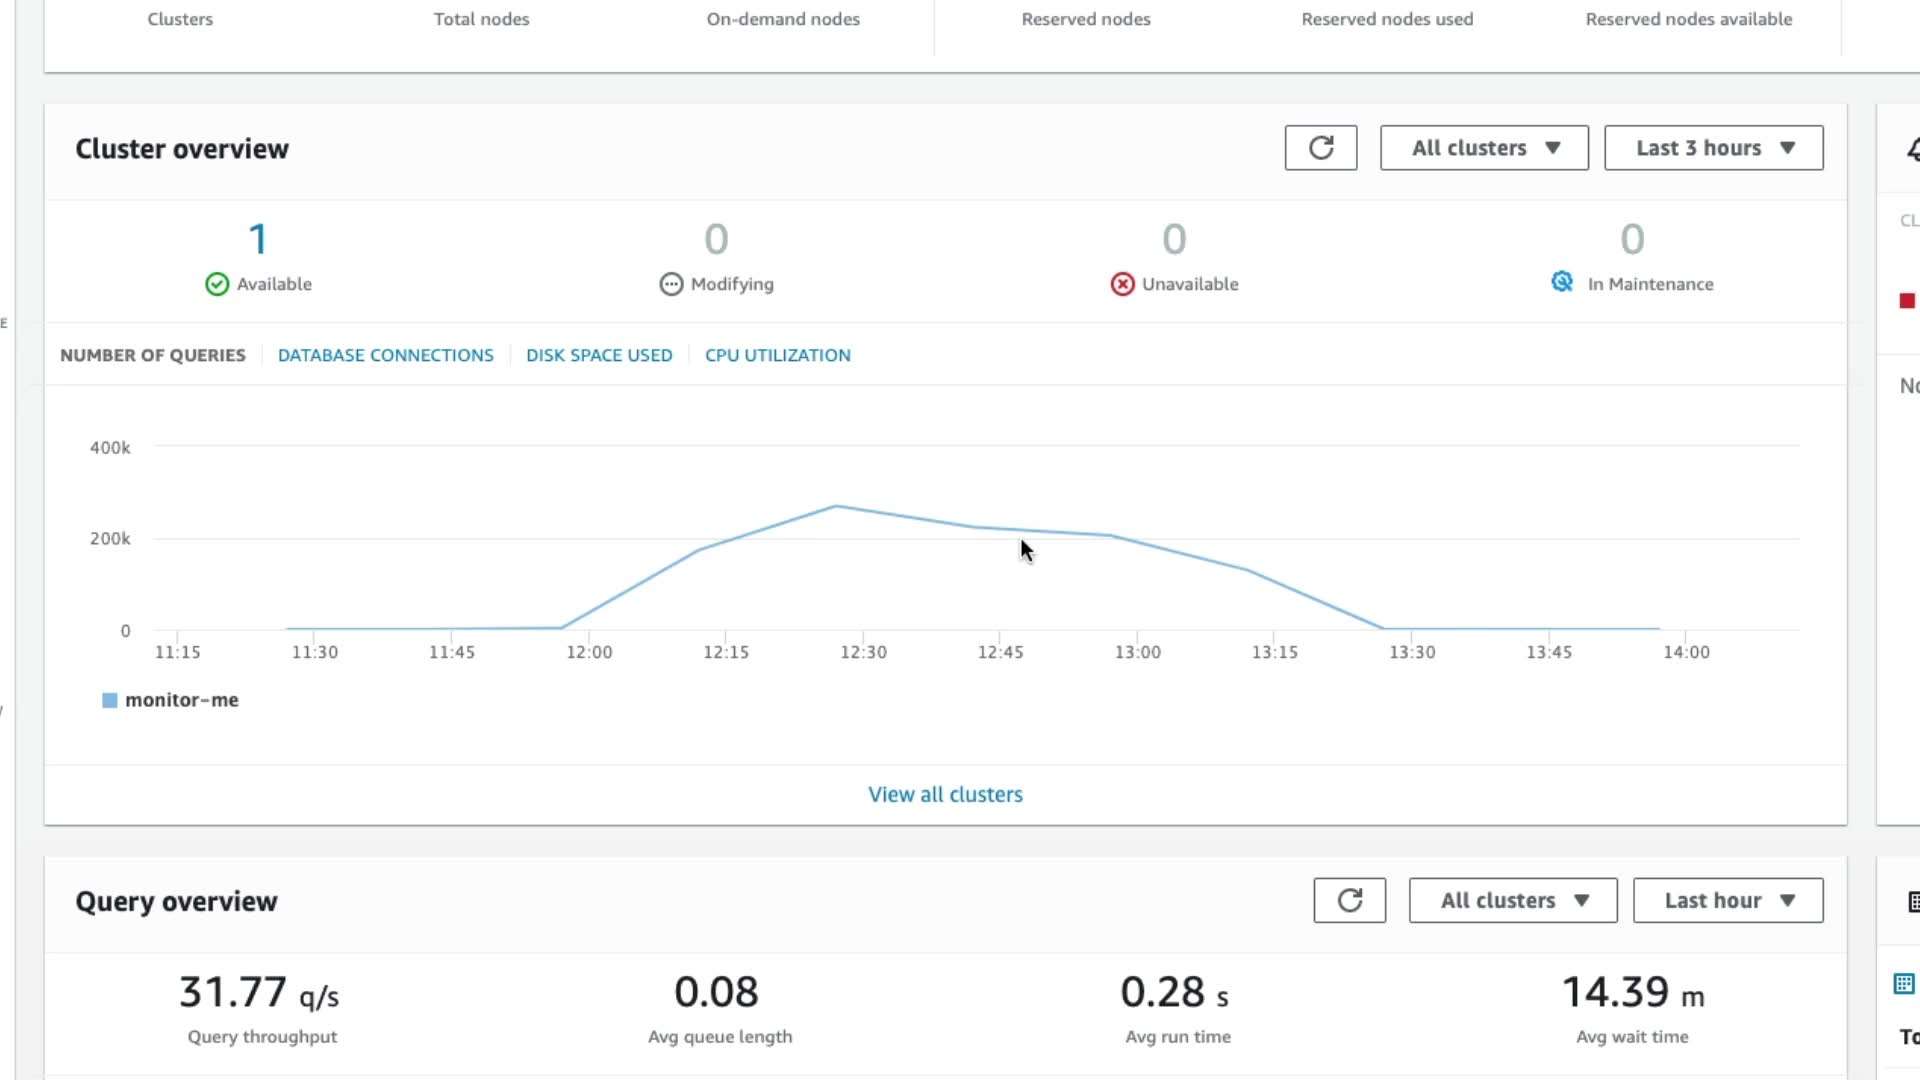 Clusters Total nodes On-demand nodes Reserved nodes Reserved nodes used Reserved nodes available
Cluster overview All clusters Last 3 hours
1 0 0 0
Available Modifying Unavailable In Maintenance
NUMBER OF QUERIES DATABASE CONNECTIONS DISK SPACE USED CPU UTILIZATION
400k
200k
0
11:15 11:30 11:45 12:00 12:15 12:30 12:45 13:00 13:15 13:30 13:45 14:00
monitor-me
View all clusters
Query overview All clusters Last hour
31.77 q/s 0.08 0.28 s 14.39 m
Query throughput Avg queue length Avg run time Avg wait time